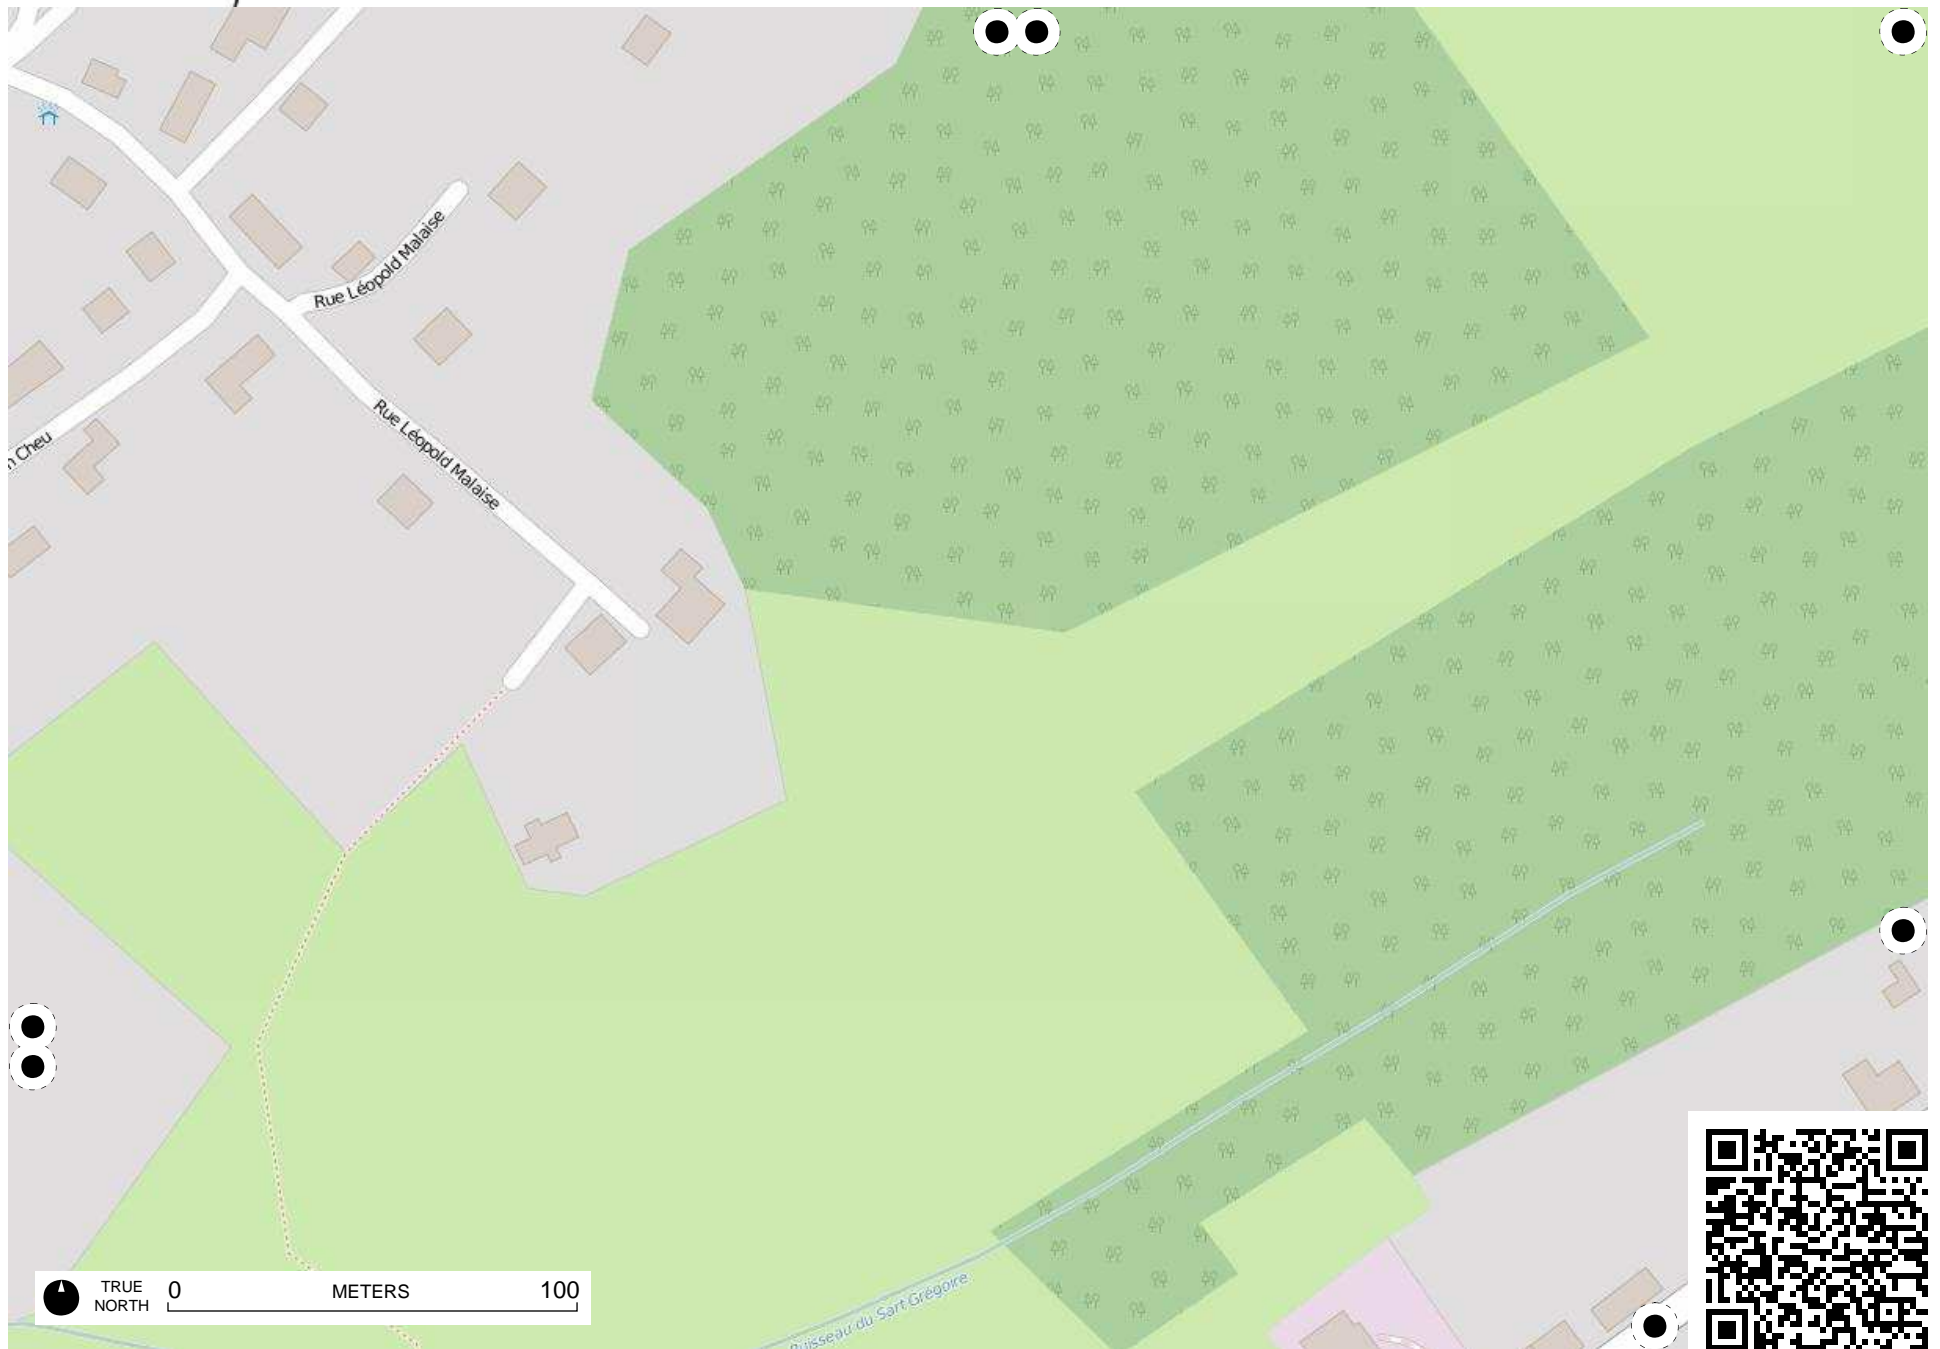 Rue Léopold Malaise
Cheu
Rue Léopold Malaise
TRUE
NORTH
0
METERS
100
Ruisseau du Sart Grégoire